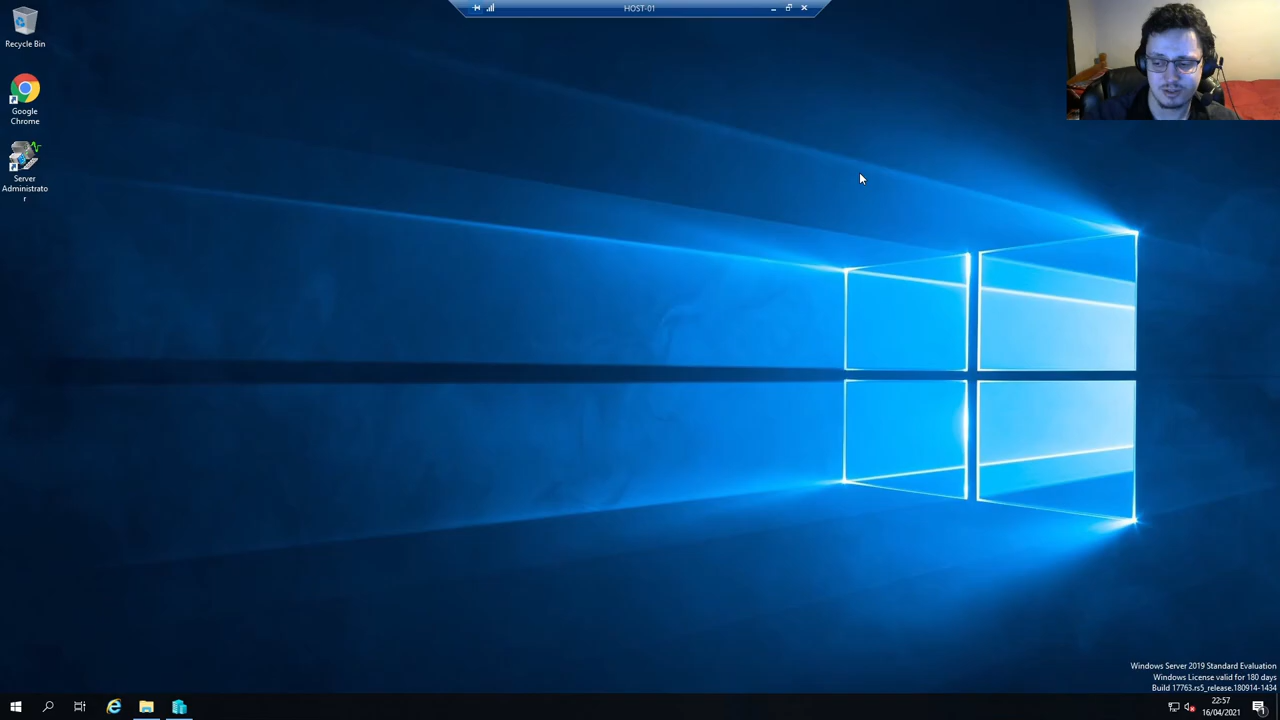 HOST-01
Recycle Bin
Google
Chrome
Server
Administrato
r
Windows Server 2019 Standard Evaluation
Windows License valid for 180 days
Build 17763.rs5_release.180914-1434
22:57
16/04/2021
1